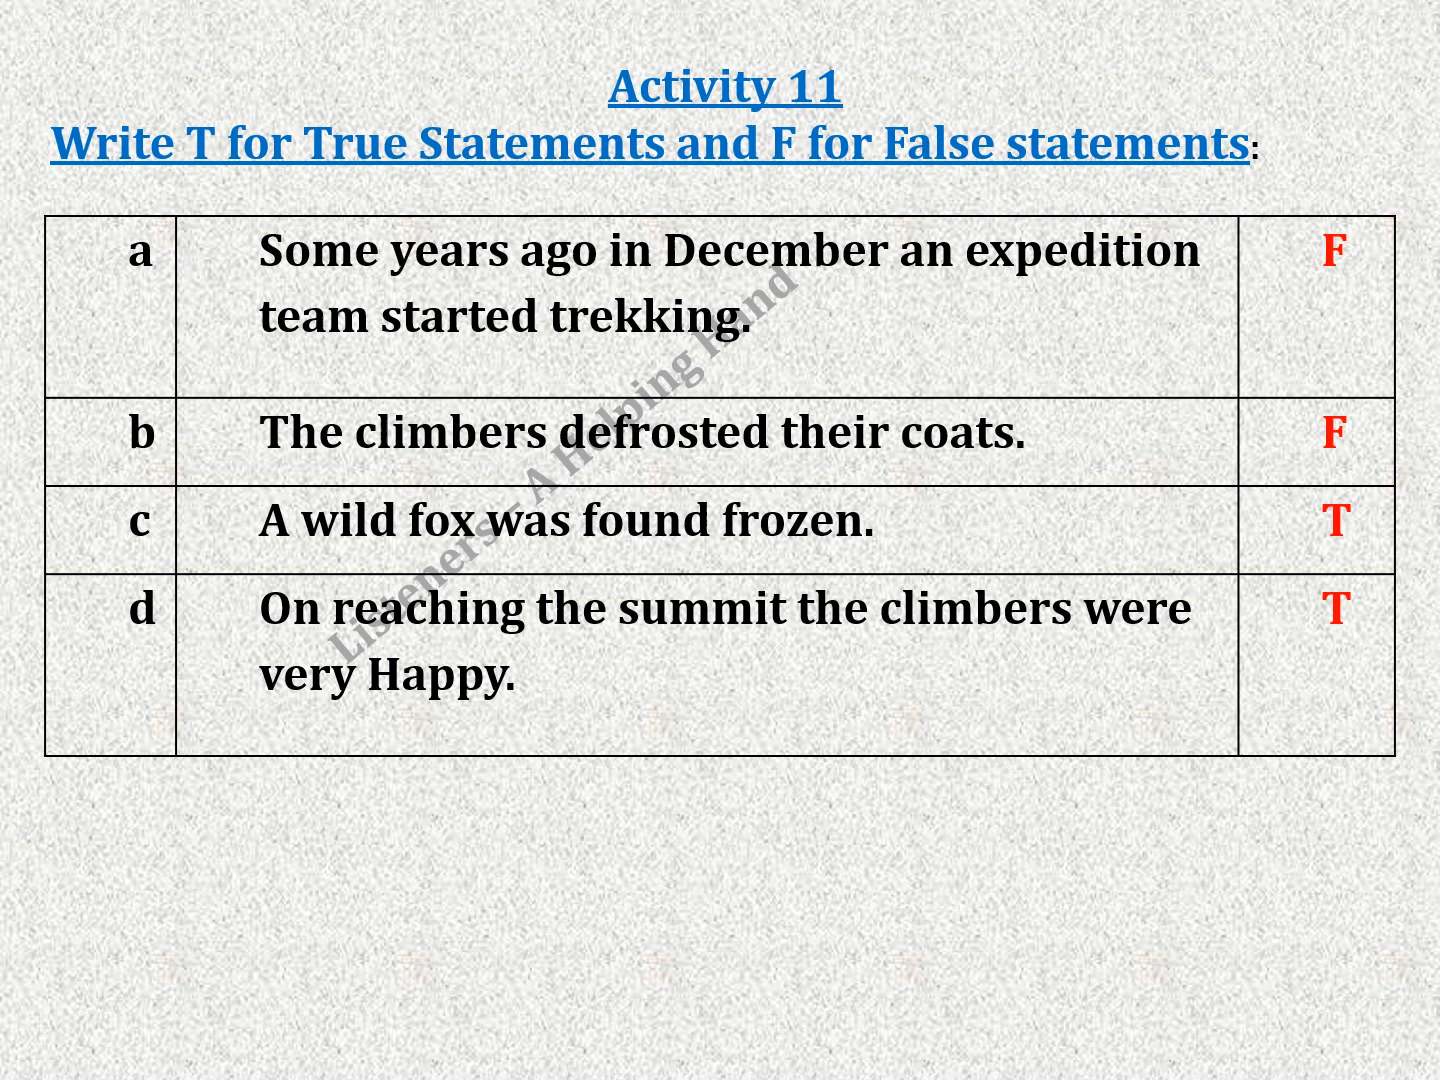 Activity 11
Write T for True Statements and F for False statements:
a Some years ago in December an expedition F
team started trekking.
b The climbers defrosted their coats. F
c A wild fox was found frozen. T
d On reaching the summit the climbers were T
very Happy.
Listeners - A Helping Hand